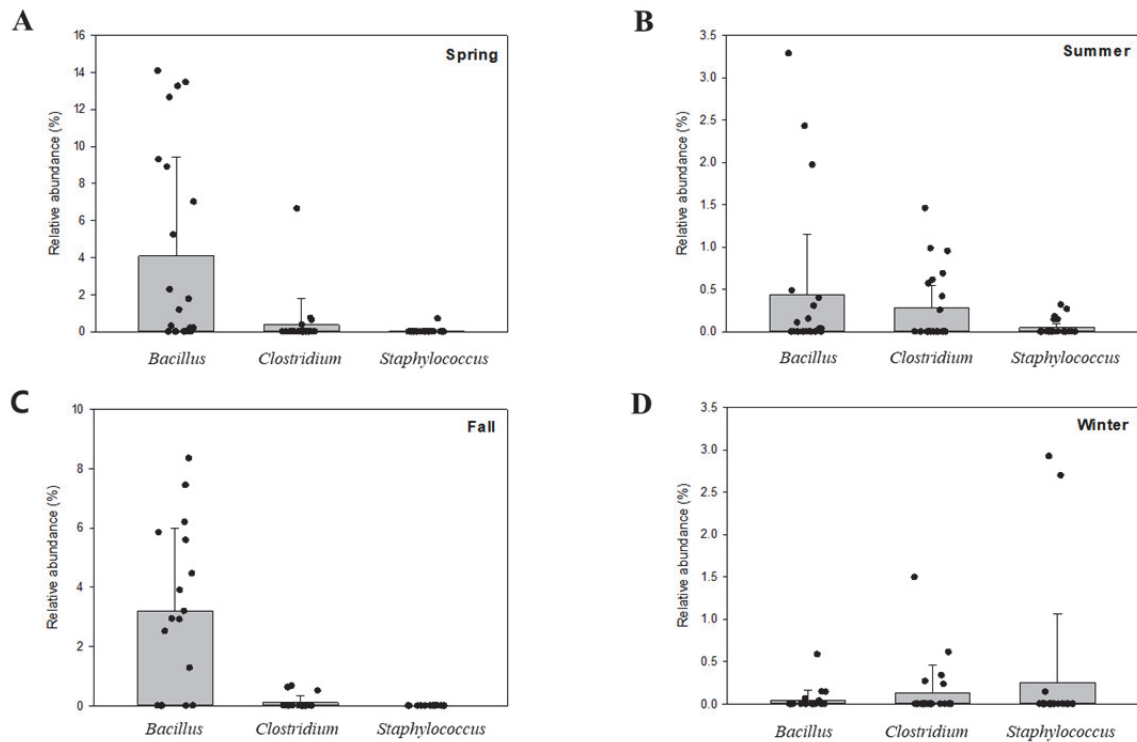 A
Spring
Relative abundance (%)
16
14
12
10
8
6
4
2
0
Bacillus Clostridium Staphylococcus
B
Summer
Relative abundance (%)
3.5
3.0
2.5
2.0
1.5
1.0
0.5
0.0
Bacillus Clostridium Staphylococcus
C
Fall
Relative abundance (%)
10
8
6
4
2
0
Bacillus Clostridium Staphylococcus
D
Winter
Relative abundance (%)
3.5
3.0
2.5
2.0
1.5
1.0
0.5
0.0
Bacillus Clostridium Staphylococcus